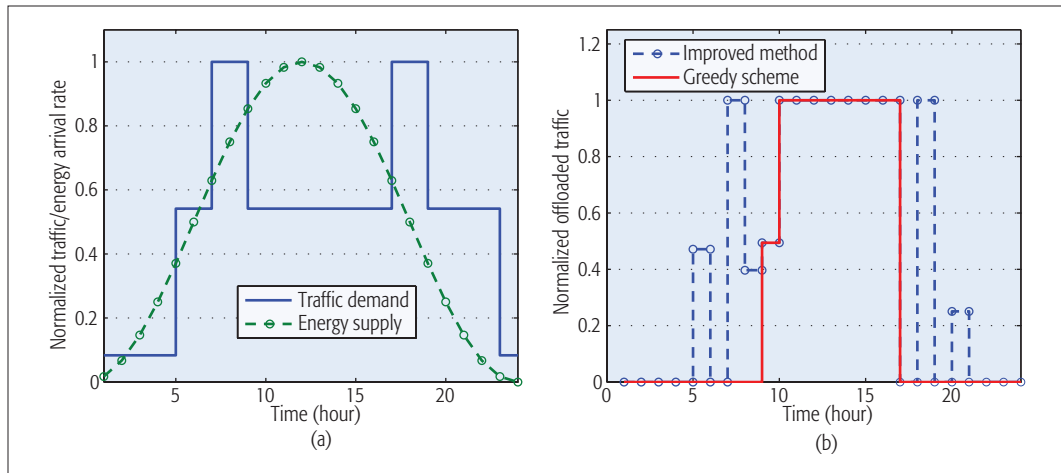 1
0.8
0.6
0.4
0.2
0
Normalized traffic/energy arrival rate
Traffic demand
Energy supply
5
10
15
20
Time (hour)
(a)
1.2
1
0.8
0.6
0.4
0.2
0
Normalized offloaded traffic
Improved method
Greedy scheme
0
5
10
15
20
Time (hour)
(b)